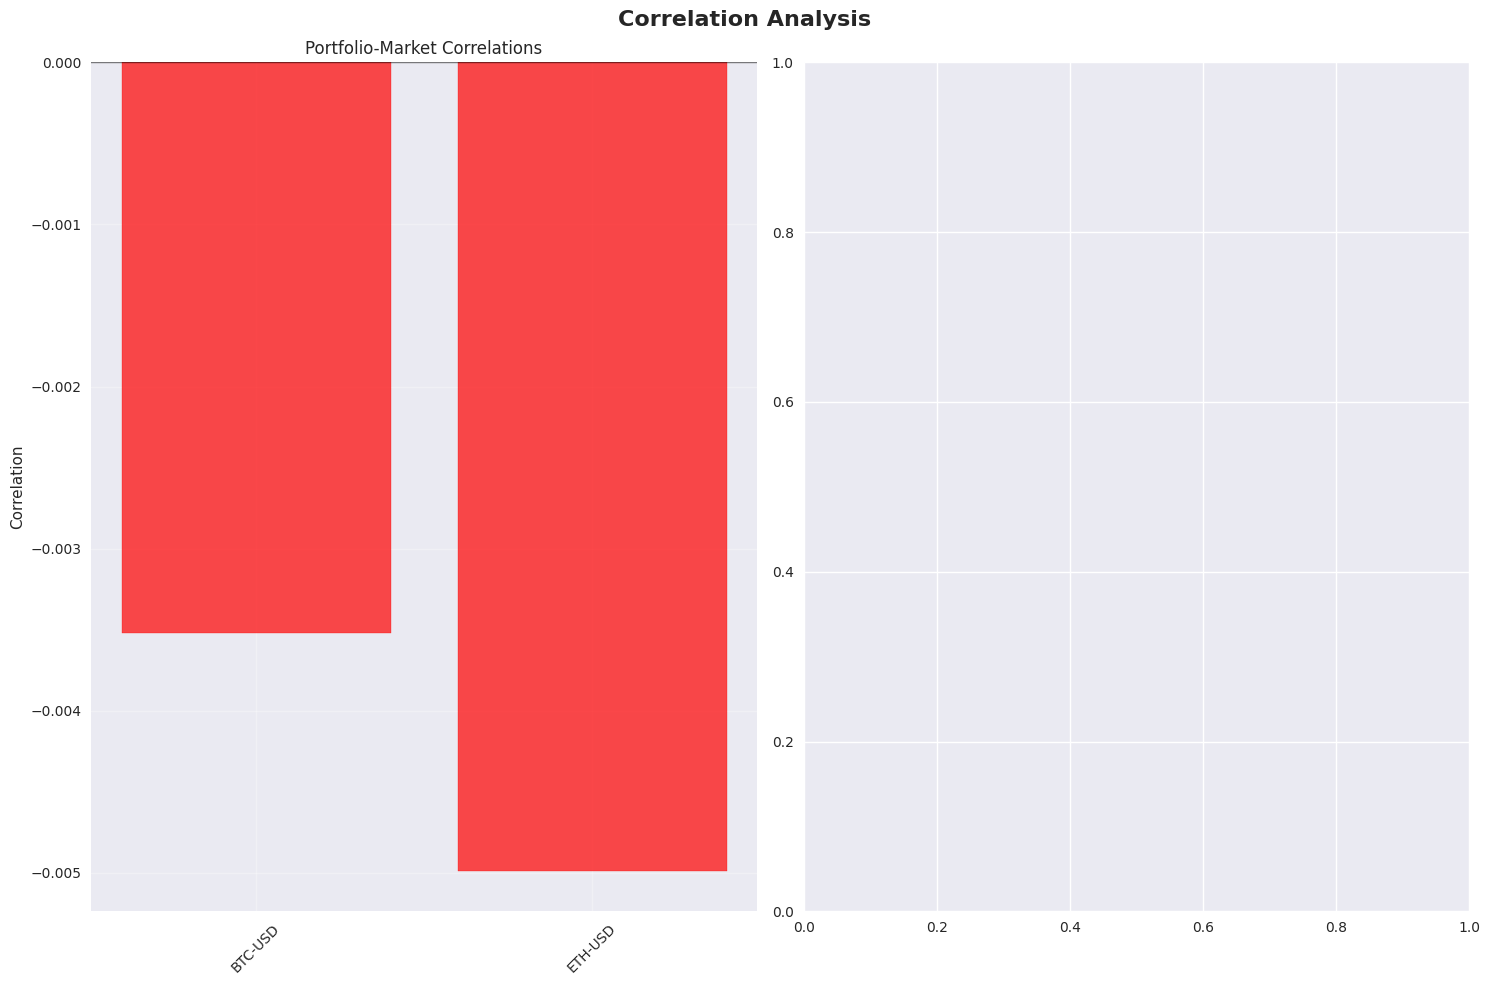 Correlation Analysis
Portfolio-Market Correlations
Correlation
0.000
−0.001
−0.002
−0.003
−0.004
−0.005
BTC-USD
ETH-USD
1.0
0.8
0.6
0.4
0.2
0.0
0.0 0.2 0.4 0.6 0.8 1.0